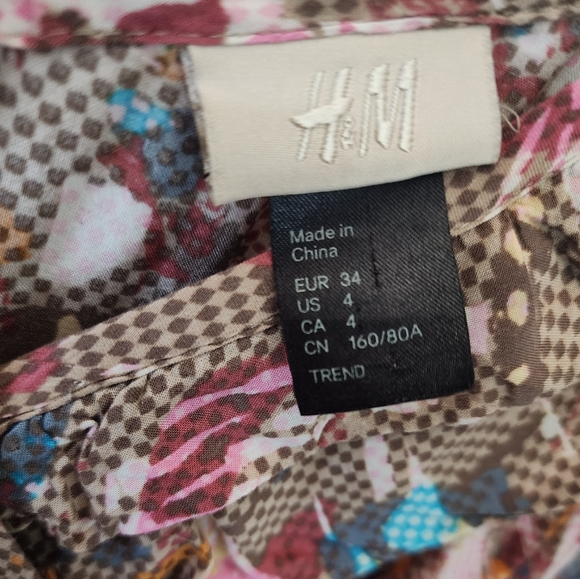 H&M
Made in
China
EUR 34
US 4
CA 4
CN 160/80A
TREND